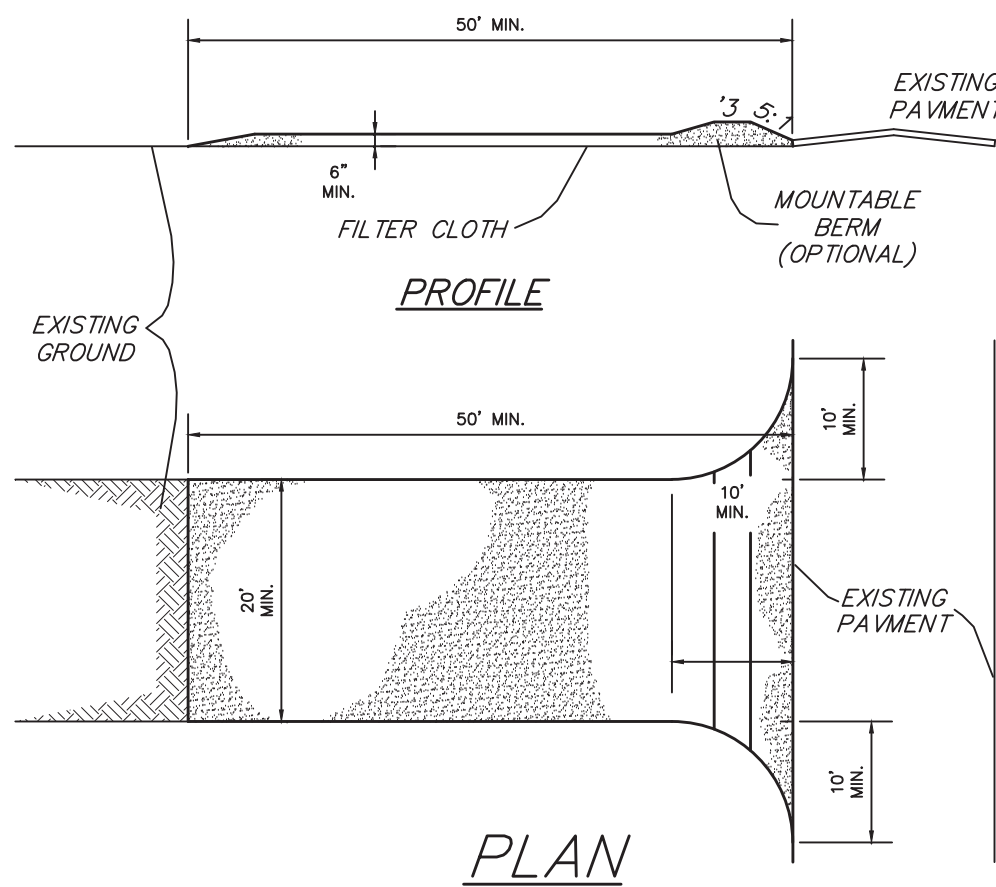 50' MIN.
EXISTING
PAVMENT
'3 5:1
6"
MIN.
FILTER CLOTH
MOUNTABLE
BERM
(OPTIONAL)
PROFILE
EXISTING
GROUND
50' MIN.
10'
MIN.
10'
MIN.
20'
MIN.
EXISTING
PAVMENT
10'
MIN.
PLAN